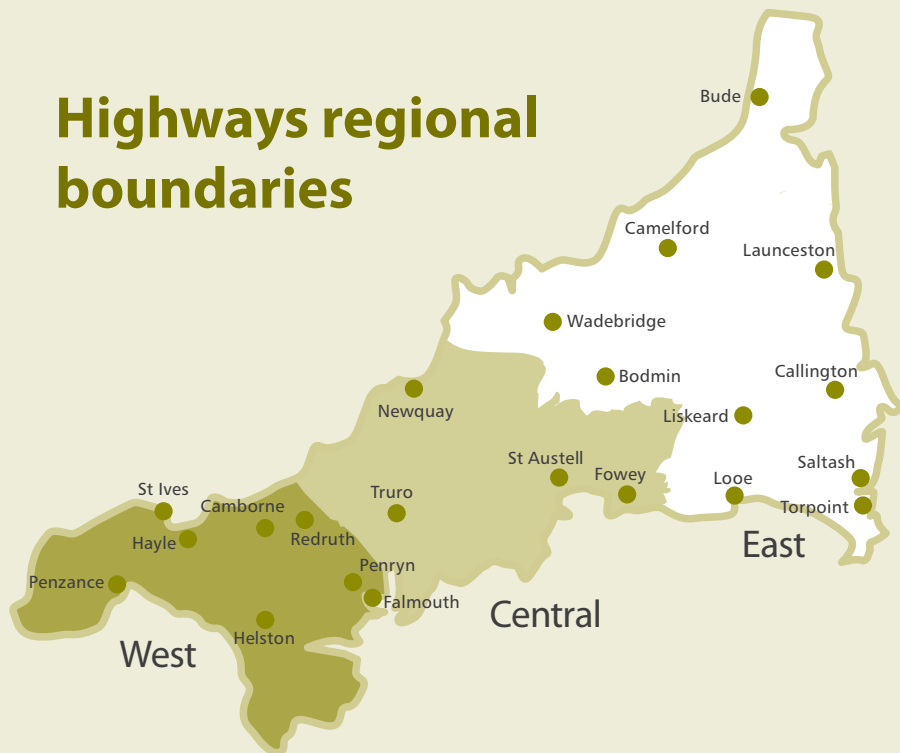 Highways regional
boundaries
Bude
Camelford
Launceston
Wadebridge
Callington
Bodmin
Newquay
Liskeard
St Austell
Fowey
Saltash
Looe
St Ives
Camborne
Truro
Torpoint
Hayle
Redruth
East
Penryn
Penzance
Falmouth
Central
Helston
West